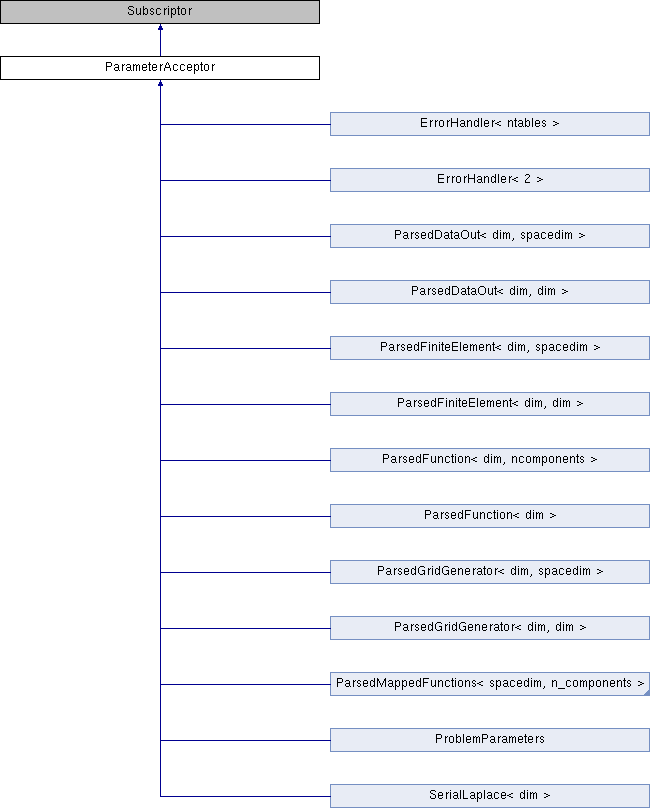 Subscriptor
ParameterAcceptor
ErrorHandler< ntables >
ErrorHandler< 2 >
ParsedDataOut< dim, spacedim >
ParsedDataOut< dim, dim >
ParsedFiniteElement< dim, spacedim >
ParsedFiniteElement< dim, dim >
ParsedFunction< dim, ncomponents >
ParsedFunction< dim >
ParsedGridGenerator< dim, spacedim >
ParsedGridGenerator< dim, dim >
ParsedMappedFunctions< spacedim, n_components >
ProblemParameters
SerialLaplace< dim >